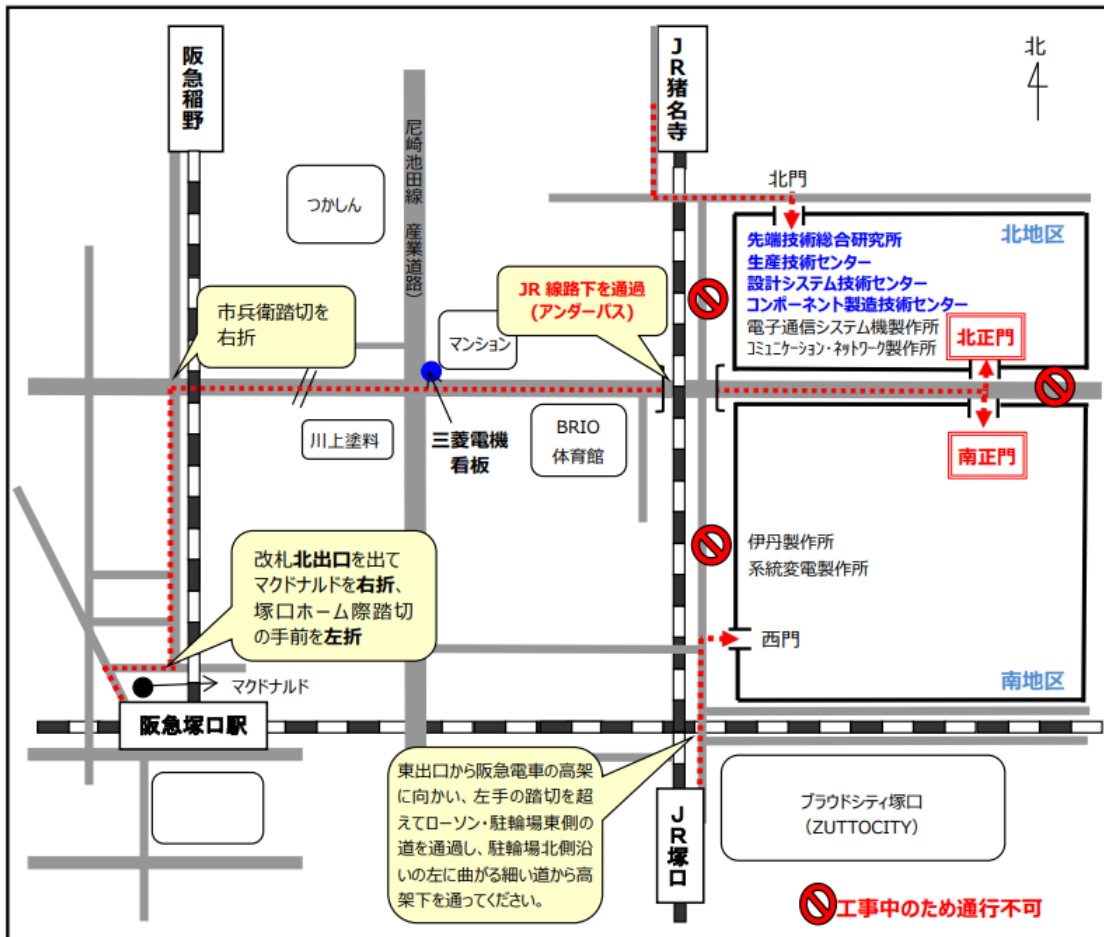 阪急稲野
JR猪名寺
北
つかしん
尼崎池田線 産業道路)
北門
先端技術総合研究所
生産技術センター
設計システム技術センター
コンポーネント製造技術センター
電子通信システム機製作所
コミュニケーション・ネットワーク製作所
北地区
北正門
JR 線路下を通過
(アンダーパス)
市兵衛踏切を
右折
マンション
川上塗料
三菱電機
看板
BRIO
体育館
南正門
伊丹製作所
系統変電製作所
改札北出口を出て
マクドナルドを右折、
塚口ホーム際踏切
の手前を左折
西門
南地区
マクドナルド
阪急塚口駅
東出口から阪急電車の高架
に向かい、左手の踏切を超
えてローソン・駐輪場東側の
道を通過し、駐輪場北側沿
いの左に曲がる細い道から高
架下を通ってください。
JR塚口
プラウドシティ塚口
(ZUTTOCITY)
工事中のため通行不可